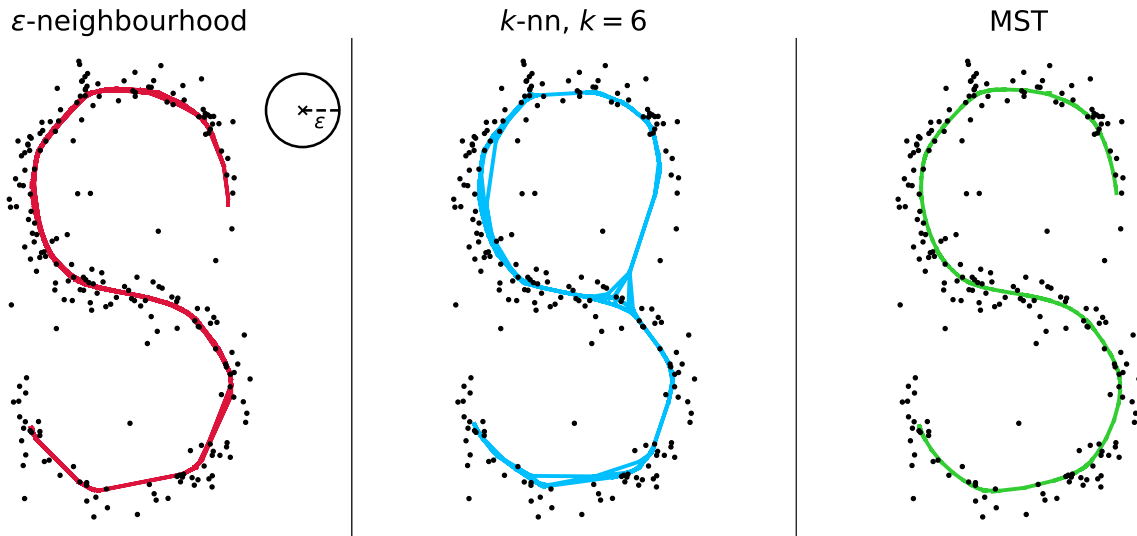 ε-neighbourhood
k-nn, k = 6
MST
ε